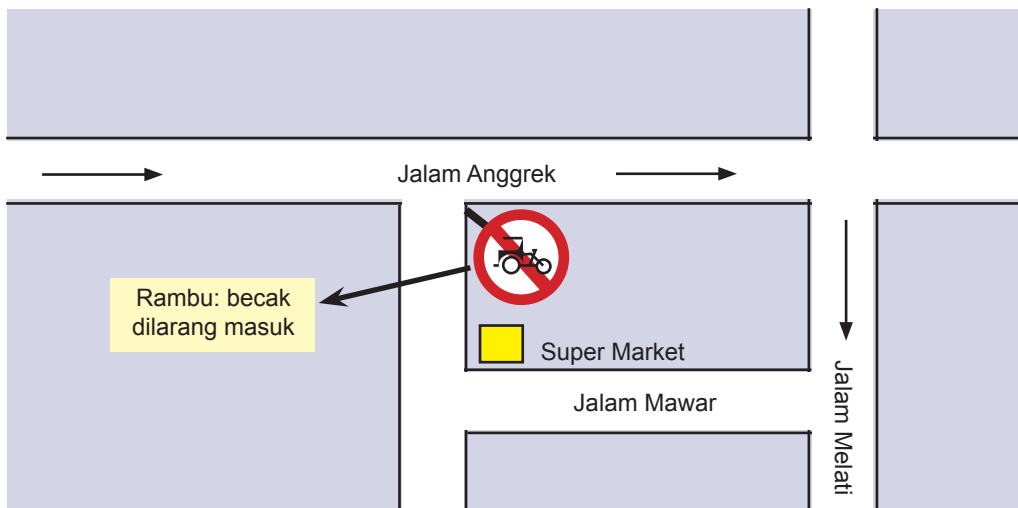 Jalam Anggrek
Rambu: becak
dilarang masuk
Super Market
Jalam Mawar
Jalam Melati